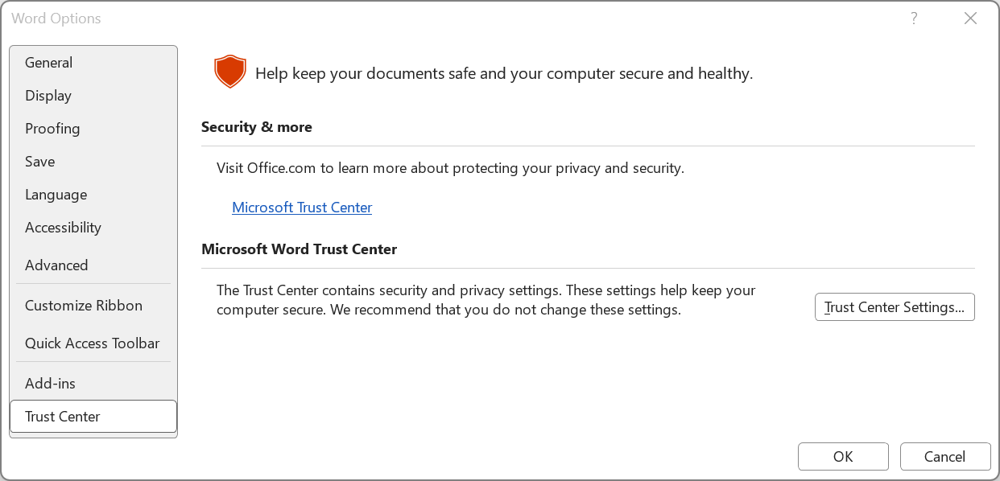 Word Options
?
General
Display
Proofing
Save
Language
Accessibility
Advanced
Customize Ribbon
Quick Access Toolbar
Add-ins
Trust Center
Help keep your documents safe and your computer secure and healthy.
Security & more
Visit Office.com to learn more about protecting your privacy and security.
Microsoft Trust Center
Microsoft Word Trust Center
The Trust Center contains security and privacy settings. These settings help keep your
computer secure. We recommend that you do not change these settings.
Trust Center Settings...
OK
Cancel